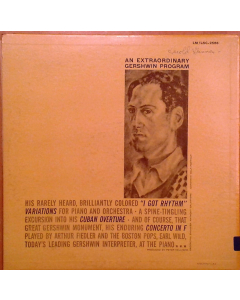 AN EXTRAORDINARY
GERSHWIN PROGRAM
HIS RARELY HEARD, BRILLIANTLY COLORED "I GOT RHYTHM"
VARIATIONS FOR PIANO AND ORCHESTRA · A SPINE-TINGLING
EXCURSION INTO HIS CUBAN OVERTURE · AND OF COURSE, THAT
GREAT GERSHWIN MONUMENT, HIS ENDURING CONCERTO IN F
PLAYED BY ARTHUR FIEDLER AND THE BOSTON POPS, EARL WILD,
TODAY'S LEADING GERSHWIN INTERPRETER, AT THE PIANO...